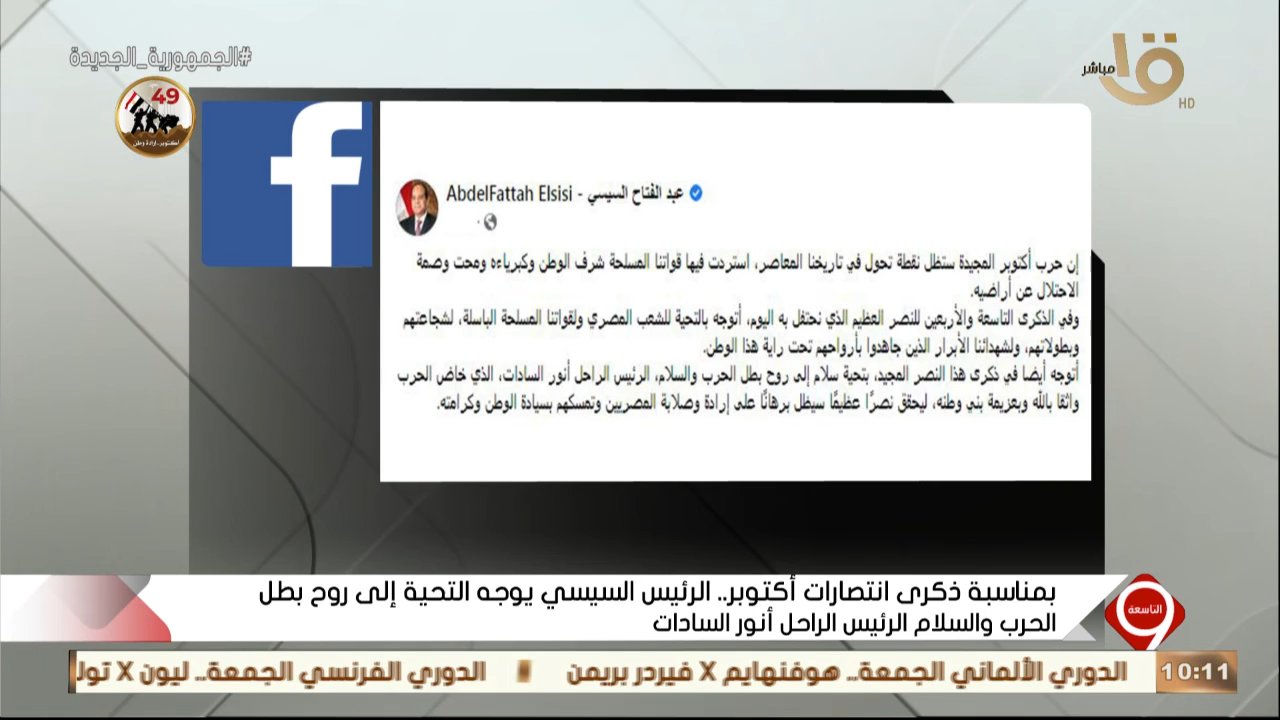 #الجمهورية_الجديدة
مباشر
HD
49
أكتوبر.. إرادة وطن
AbdelFattah Elsisi - عبد الفتاح السيسي
إن حرب أكتوبر المجيدة ستظل نقطة تحول في تاريخنا المعاصر، استردت فيها قواتنا المسلحة شرف الوطن وكبرياءه ومحت وصمة
الاحتلال عن أراضيه.
وفي الذكرى التاسعة والأربعين للنصر العظيم الذي نحتفل به اليوم، أتوجه بالتحية للشعب المصري ولقواتنا المسلحة الباسلة، لشجاعتهم
وبطولاتهم، ولشهدائنا الأبرار الذين جاهدوا بأرواحهم تحت راية هذا الوطن.
أتوجه أيضا في ذكرى هذا النصر المجيد، بتحية سلام إلى روح بطل الحرب والسلام، الرئيس الراحل أنور السادات، الذي خاض الحرب
واثقا بالله وبعزيمة بني وطنه، ليحقق نصرًا عظيمًا سيظل برهانًا على إرادة وصلابة المصريين وتمسكهم بسيادة الوطن وكرامته.
بمناسبة ذكرى انتصارات أكتوبر.. الرئيس السيسي يوجه التحية إلى روح بطل
الحرب والسلام الرئيس الراحل أنور السادات
التاسعة
9
10:11
الدوري الألماني الجمعة.. هوفنهايم X فيردر بريمن
الدوري الفرنسي الجمعة.. ليون X تول